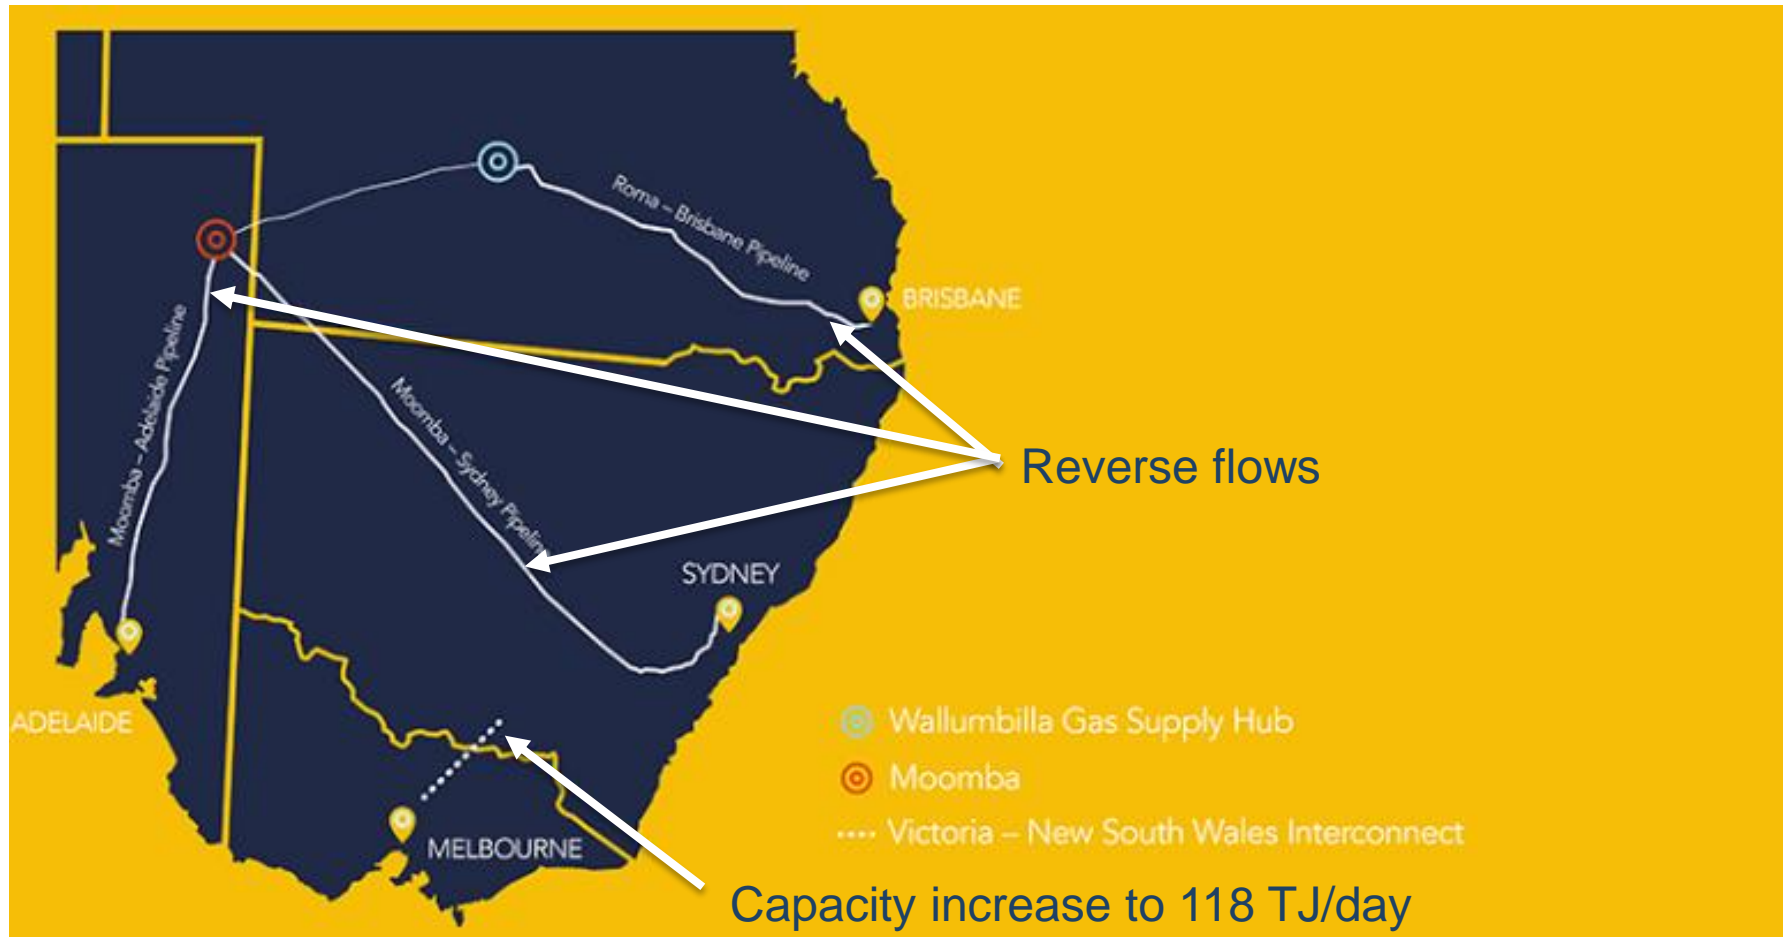 Roma – Brisbane Pipeline
BRISBANE
Moomba – Adelaide Pipeline
Moomba – Sydney Pipeline
Reverse flows
SYDNEY
ADELAIDE
Wallumbilla Gas Supply Hub
Moomba
Victoria – New South Wales Interconnect
MELBOURNE
Capacity increase to 118 TJ/day